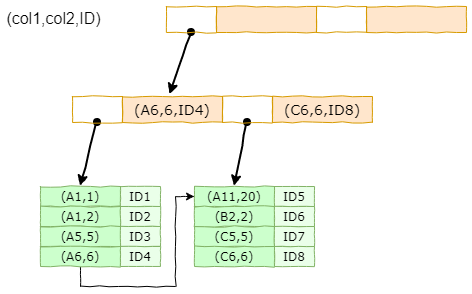 (col1,col2,ID)
(A6,6,ID4) (C6,6,ID8)
(A1,1) ID1
(A1,2) ID2
(A5,5) ID3
(A6,6) ID4
(A11,20) ID5
(B2,2) ID6
(C5,5) ID7
(C6,6) ID8